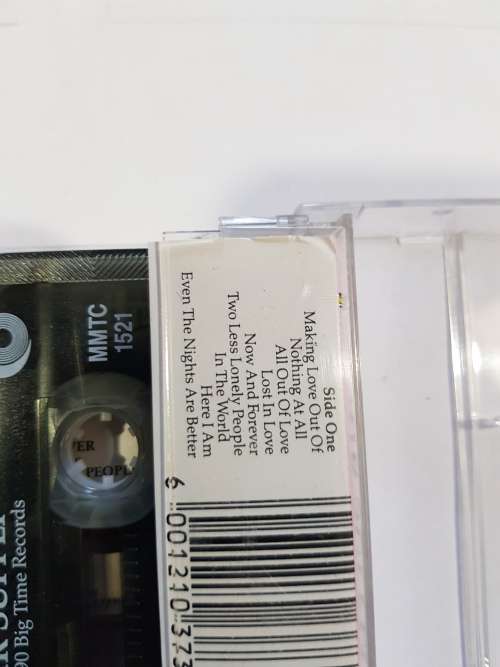 Side One
Making Love Out Of
Nothing At All
All Out Of Love
Lost In Love
Now And Forever
Two Less Lonely People
In The World
Here I Am
Even The Nights Are Better
6 001210 373
MMTC
1521
PEOPL
90 Big Time Records